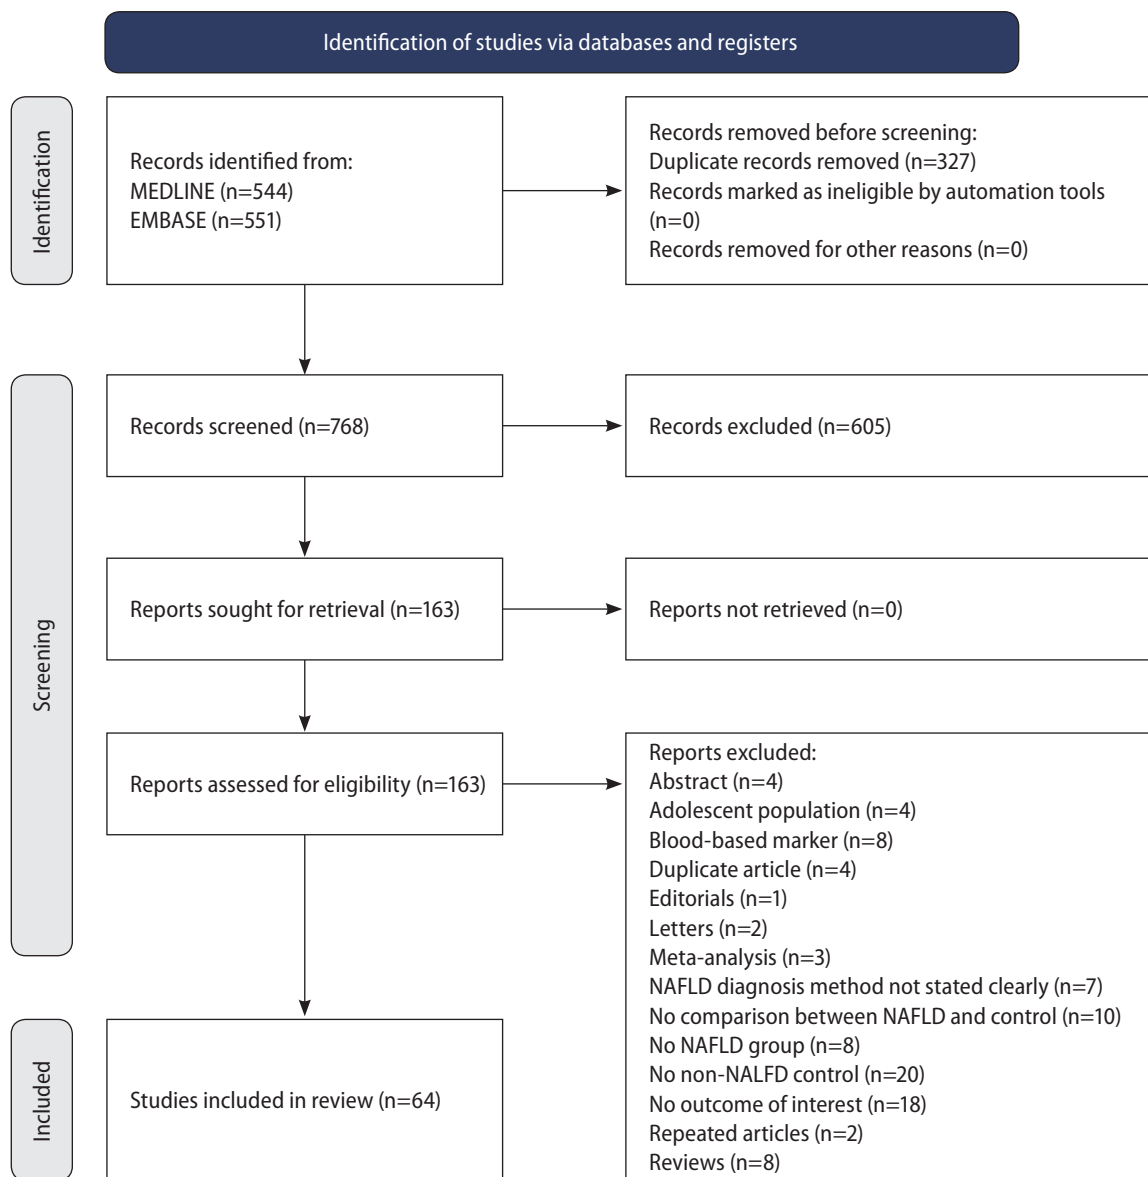 Identification of studies via databases and registers
Identification
Records identified from:
MEDLINE (n=544)
EMBASE (n=551)
Records removed before screening:
Duplicate records removed (n=327)
Records marked as ineligible by automation tools
(n=0)
Records removed for other reasons (n=0)
Screening
Records screened (n=768)
Records excluded (n=605)
Reports sought for retrieval (n=163)
Reports not retrieved (n=0)
Reports assessed for eligibility (n=163)
Reports excluded:
Abstract (n=4)
Adolescent population (n=4)
Blood-based marker (n=8)
Duplicate article (n=4)
Editorials (n=1)
Letters (n=2)
Meta-analysis (n=3)
NAFLD diagnosis method not stated clearly (n=7)
No comparison between NAFLD and control (n=10)
No NAFLD group (n=8)
No non-NALFD control (n=20)
No outcome of interest (n=18)
Repeated articles (n=2)
Reviews (n=8)
Included
Studies included in review (n=64)